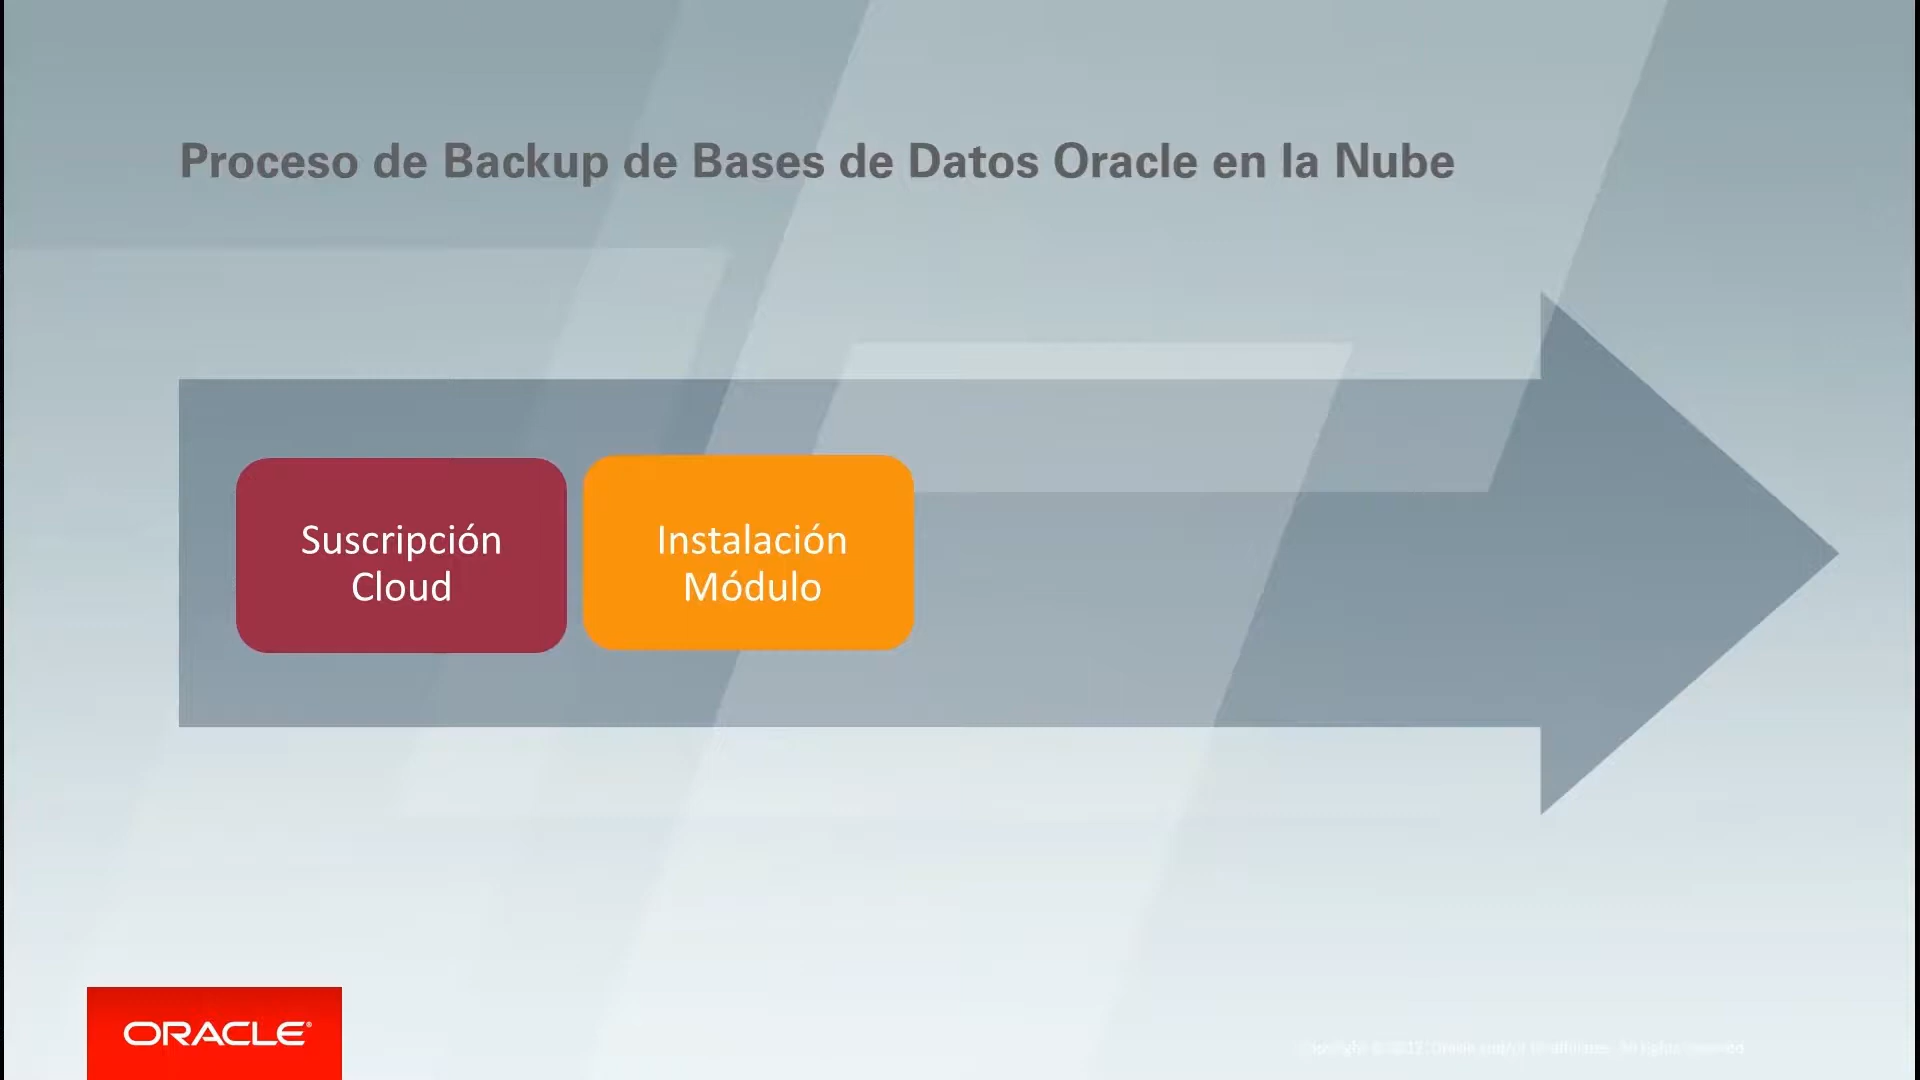 Proceso de Backup de Bases de Datos Oracle en la Nube
Suscripción
Cloud
Instalación
Módulo
ORACLE®